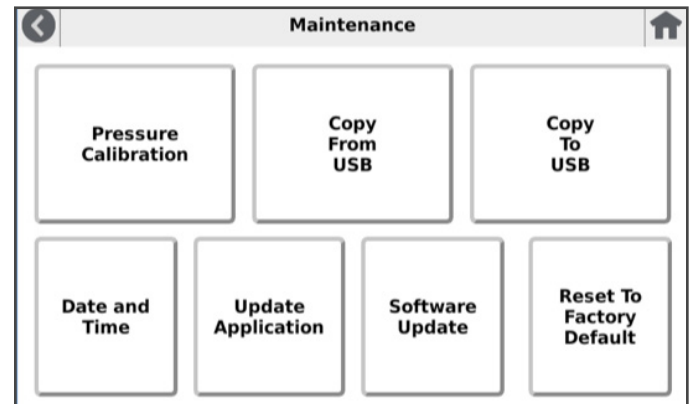 Maintenance
Pressure
Calibration
Copy
From
USB
Copy
To
USB
Date and
Time
Update
Application
Software
Update
Reset To
Factory
Default